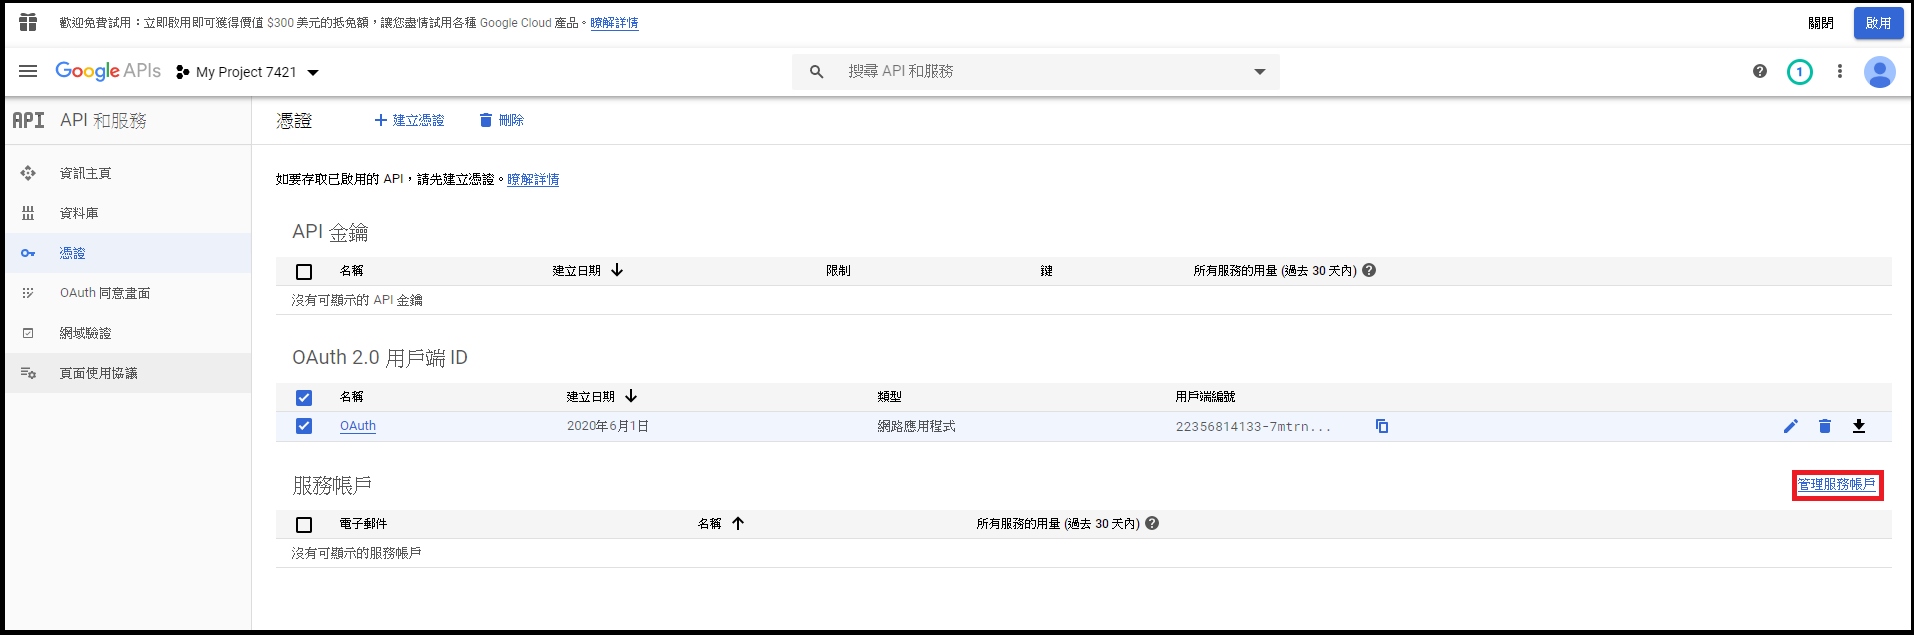 歡迎免費試用：立即啟用即可獲得價值 $300 美元的抵免額，讓您盡情試用各種 Google Cloud 產品。瞭解詳情
關閉
啟用
Google APIs
My Project 7421
搜尋 API 和服務
1
API
API 和服務
憑證
建立憑證
刪除
資訊主頁
資料庫
憑證
OAuth 同意畫面
網域驗證
頁面使用協議
如要存取已啟用的 API，請先建立憑證。瞭解詳情
API 金鑰
名稱 建立日期 限制 鍵 所有服務的用量 (過去 30 天內)
沒有可顯示的 API 金鑰
OAuth 2.0 用戶端 ID
名稱 建立日期 類型 用戶端編號
OAuth 2020年6月1日 網路應用程式 22356814133-7mtrn...
服務帳戶
管理服務帳戶
電子郵件 名稱 所有服務的用量 (過去 30 天內)
沒有可顯示的服務帳戶